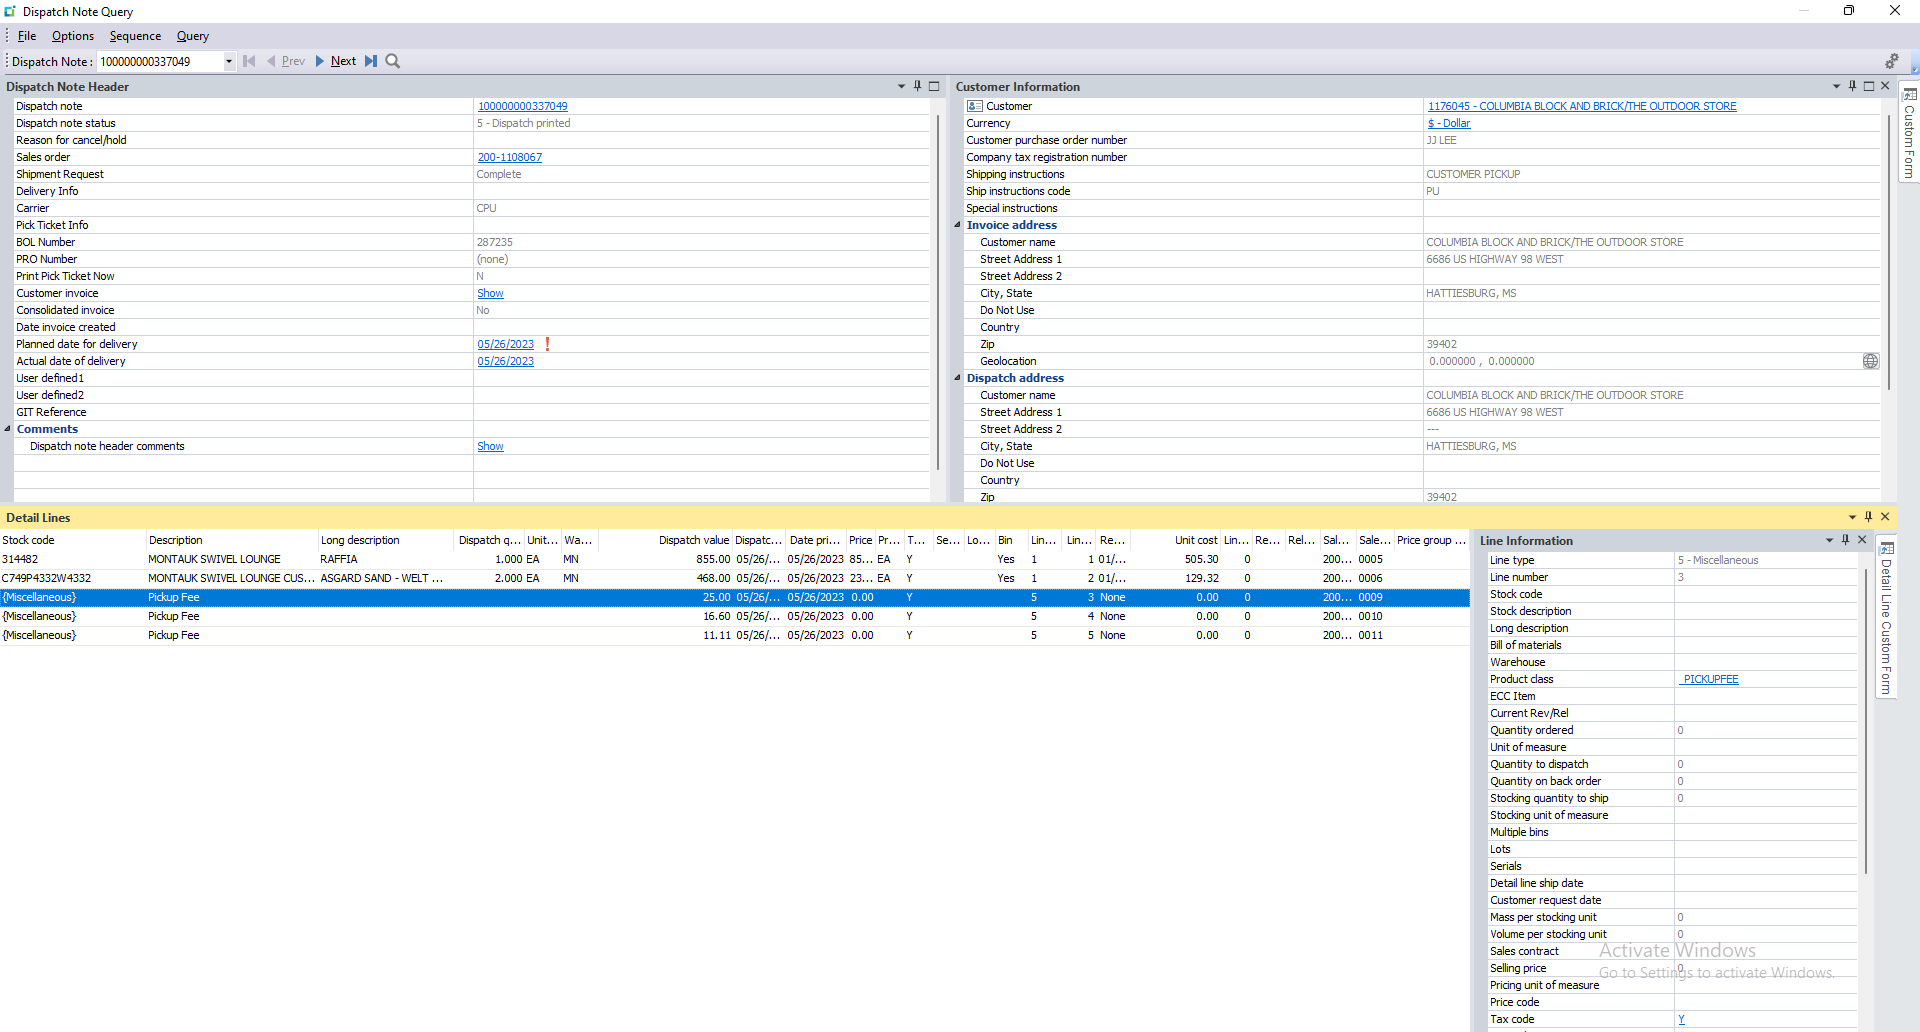 Dispatch Note Query
File Options Sequence Query
Dispatch Note : 100000000337049 Prev Next
Dispatch Note Header
Dispatch note 100000000337049
Dispatch note status 5 - Dispatch printed
Reason for cancel/hold
Sales order 200-1108067
Shipment Request Complete
Delivery Info
Carrier CPU
Pick Ticket Info
BOL Number 287235
PRO Number (none)
Print Pick Ticket Now N
Customer invoice Show
Consolidated invoice No
Date invoice created
Planned date for delivery 05/26/2023 !
Actual date of delivery 05/26/2023
User defined1
User defined2
GIT Reference
Comments
Dispatch note header comments Show
Customer Information
Customer 1176045 - COLUMBIA BLOCK AND BRICK/THE OUTDOOR STORE
Currency $ - Dollar
Customer purchase order number JJ LEE
Company tax registration number
Shipping instructions CUSTOMER PICKUP
Ship instructions code PU
Special instructions
Invoice address
Customer name COLUMBIA BLOCK AND BRICK/THE OUTDOOR STORE
Street Address 1 6686 US HIGHWAY 98 WEST
Street Address 2
City, State HATTIESBURG, MS
Do Not Use
Country
Zip 39402
Geolocation 0.000000 , 0.000000
Dispatch address
Customer name COLUMBIA BLOCK AND BRICK/THE OUTDOOR STORE
Street Address 1 6686 US HIGHWAY 98 WEST
Street Address 2 ---
City, State HATTIESBURG, MS
Do Not Use
Country
Zip 39402
Custom Form
Detail Lines
Stock code Description Long description Dispatch q... Unit... Wa... Dispatch value Dispatc... Date pri... Price Pr... T... Se... Lo... Bin Lin... Lin... Re... Unit cost Lin... Re... Rel... Sal... Sale... Price group ...
314482 MONTAUK SWIVEL LOUNGE RAFFIA 1.000 EA MN 855.00 05/26/... 05/26/2023 85... EA Y Yes 1 1 01/... 505.30 0 200... 0005
C749P4332W4332 MONTAUK SWIVEL LOUNGE CUS... ASGARD SAND - WELT ... 2.000 EA MN 468.00 05/26/... 05/26/2023 23... EA Y Yes 1 2 01/... 129.32 0 200... 0006
{Miscellaneous} Pickup Fee 25.00 05/26/... 05/26/2023 0.00 Y 5 3 None 0.00 0 200... 0009
{Miscellaneous} Pickup Fee 16.60 05/26/... 05/26/2023 0.00 Y 5 4 None 0.00 0 200... 0010
{Miscellaneous} Pickup Fee 11.11 05/26/... 05/26/2023 0.00 Y 5 5 None 0.00 0 200... 0011
Line Information
Line type 5 - Miscellaneous
Line number 3
Stock code
Stock description
Long description
Bill of materials
Warehouse
Product class _PICKUPFEE
ECC Item
Current Rev/Rel
Quantity ordered 0
Unit of measure
Quantity to dispatch 0
Quantity on back order 0
Stocking quantity to ship 0
Stocking unit of measure
Multiple bins
Lots
Serials
Detail line ship date
Customer request date
Mass per stocking unit 0
Volume per stocking unit 0
Sales contract
Selling price 0
Pricing unit of measure
Price code
Tax code Y
Detail Line Custom Form
Activate Windows
Go to Settings to activate Windows.